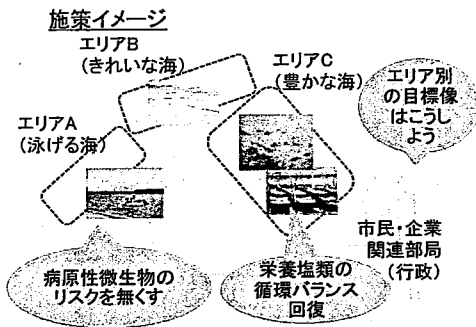 施策イメージ
エリアB
(きれいな海)
エリアC
(豊かな海)
エリア別
の目標像
はこうし
よう
エリアA
(泳げる海)
市民・企業
関連部局
(行政)
病原性微生物の
リスクを無くす
栄養塩類の
循環バランス
回復